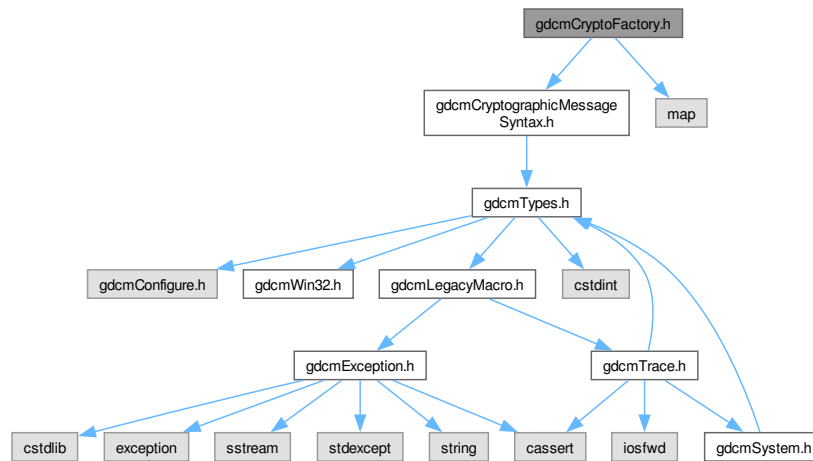 gdcmCryptoFactory.h
gdcmCryptographicMessage
Syntax.h
map
gdcmTypes.h
gdcmConfigure.h
gdcmWin32.h
gdcmLegacyMacro.h
cstdint
gdcmException.h
gdcmTrace.h
cstdlib
exception
sstream
stdexcept
string
cassert
iosfwd
gdcmSystem.h